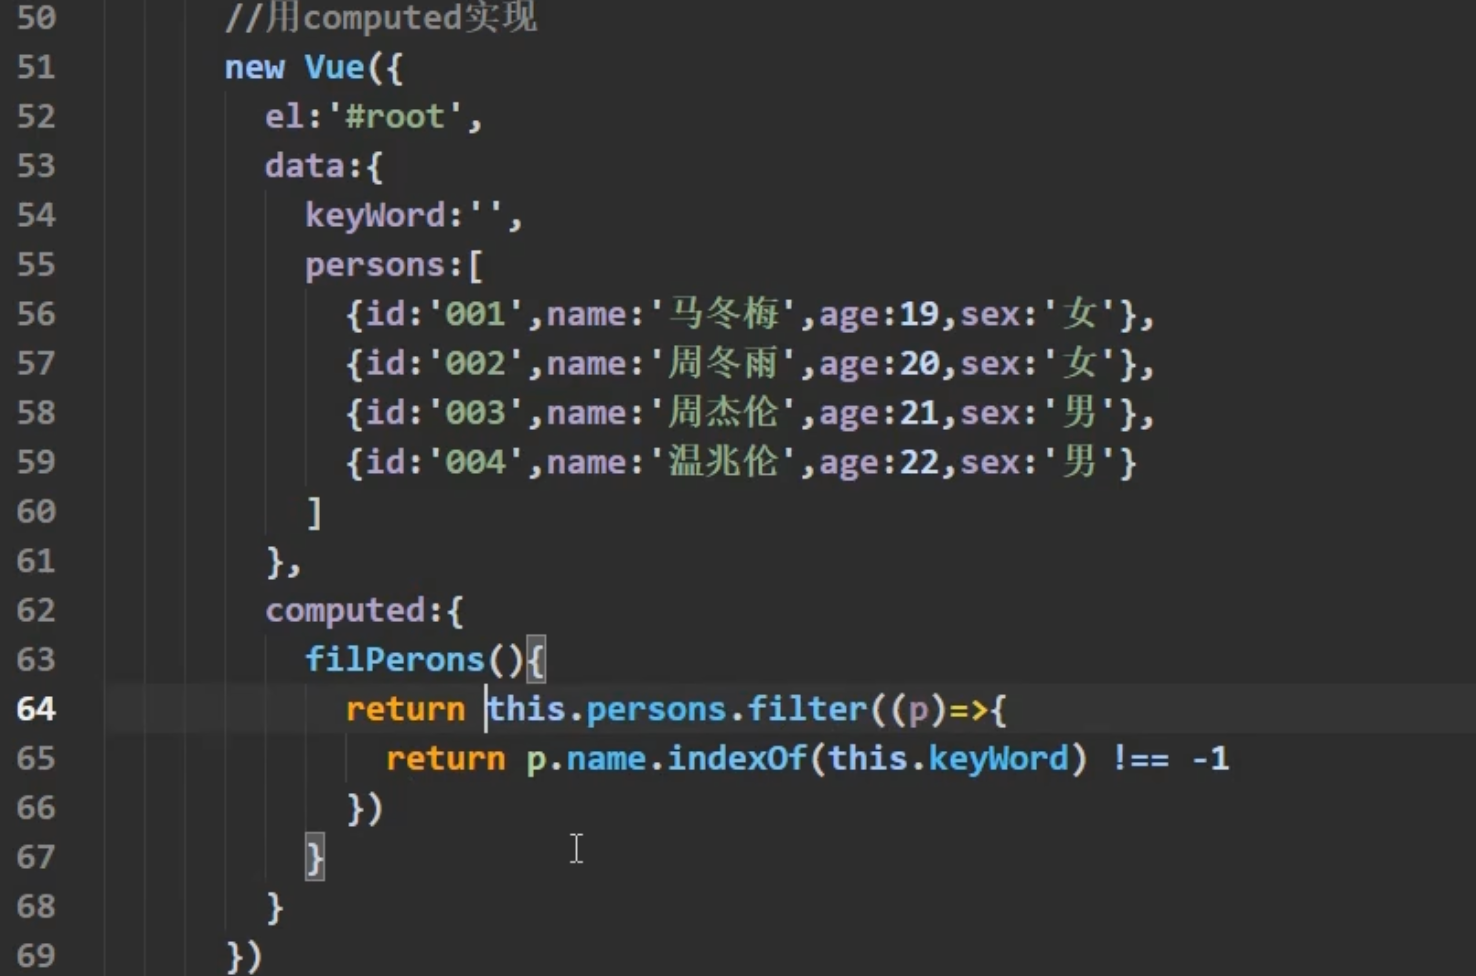 50 //用computed实现
51 new Vue({
52 el:'#root',
53 data:{
54 keyWord:'',
55 persons:[
56 {id:'001',name:'马冬梅',age:19,sex:'女'},
57 {id:'002',name:'周冬雨',age:20,sex:'女'},
58 {id:'003',name:'周杰伦',age:21,sex:'男'},
59 {id:'004',name:'温兆伦',age:22,sex:'男'}
60 ]
61 },
62 computed:{
63 filPerons(){
64 return this.persons.filter((p)=>{
65 return p.name.indexOf(this.keyWord) !== -1
66 })
67 }
68 }
69 })